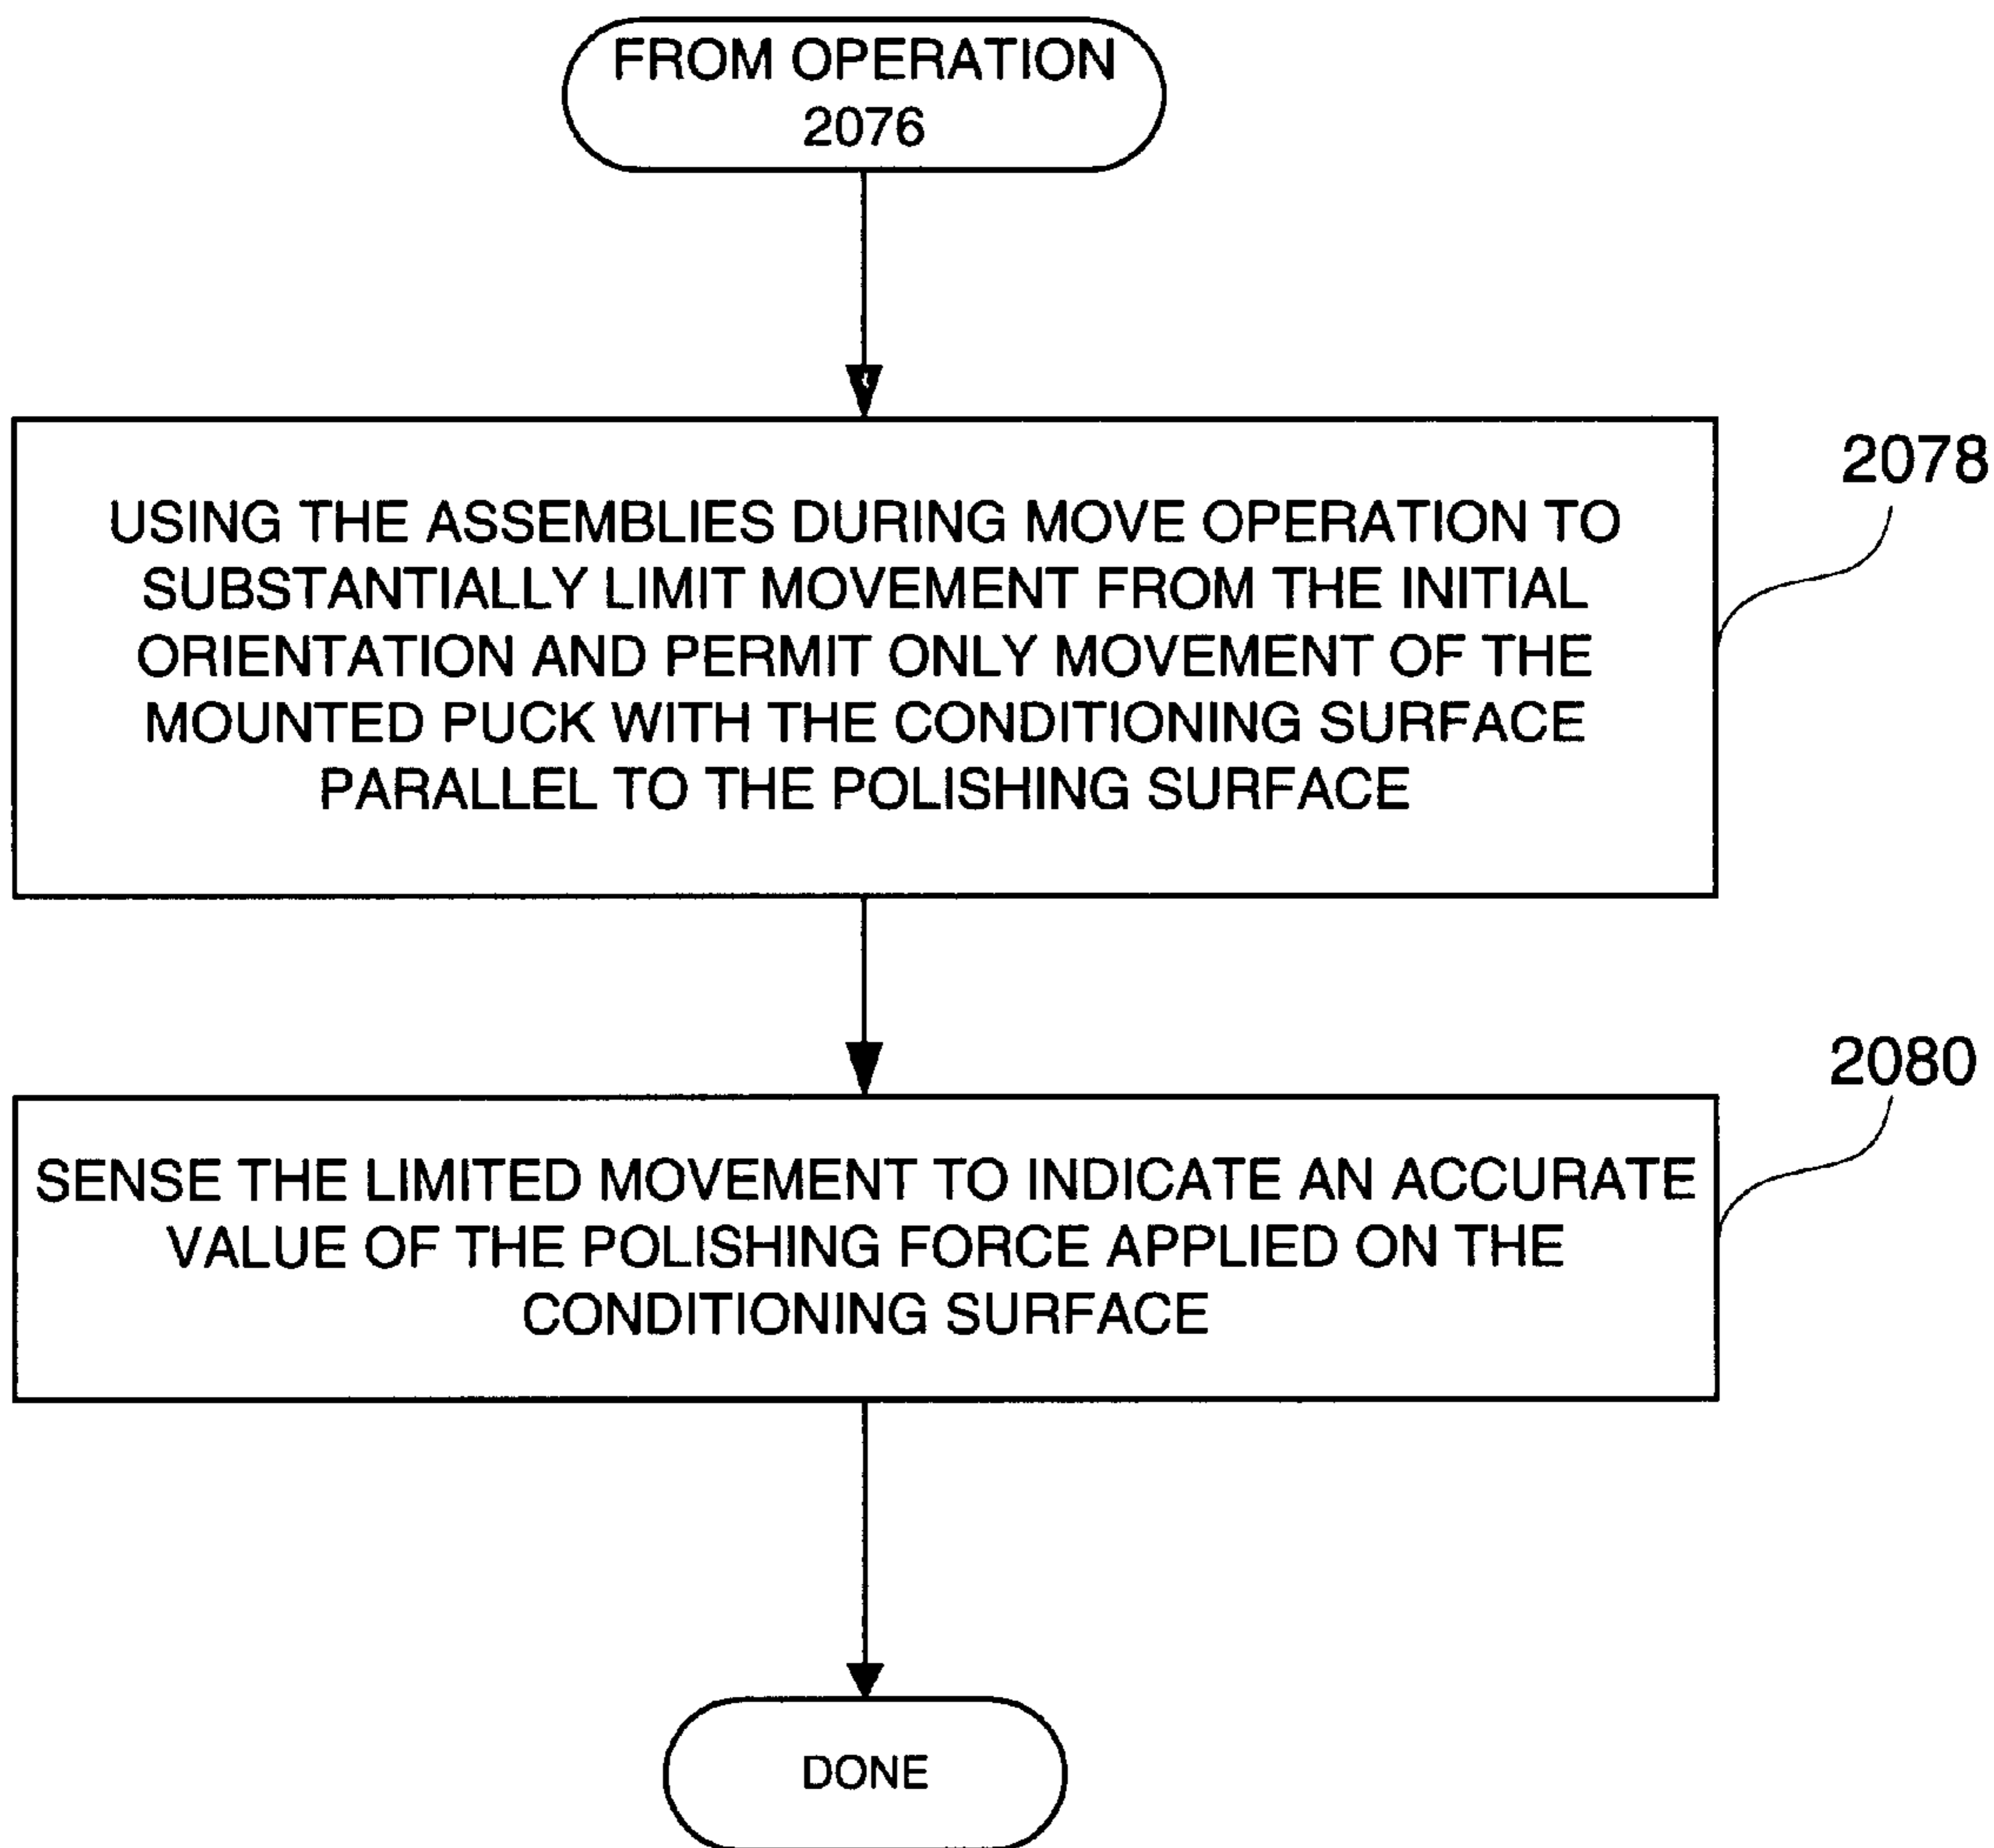 FROM OPERATION
2076
2078
USING THE ASSEMBLIES DURING MOVE OPERATION TO
SUBSTANTIALLY LIMIT MOVEMENT FROM THE INITIAL
ORIENTATION AND PERMIT ONLY MOVEMENT OF THE
MOUNTED PUCK WITH THE CONDITIONING SURFACE
PARALLEL TO THE POLISHING SURFACE
2080
SENSE THE LIMITED MOVEMENT TO INDICATE AN ACCURATE
VALUE OF THE POLISHING FORCE APPLIED ON THE
CONDITIONING SURFACE
DONE